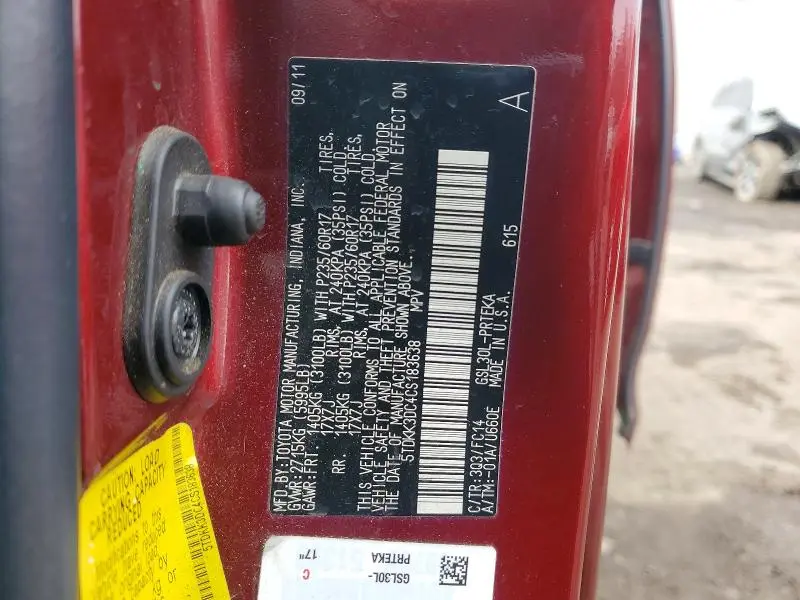 MFD.BY:TOYOTA MOTOR MANUFACTURING, INDIANA, INC. 09/11
GVWR:2715KG (5995LB)
GAWR:FRT. 1405KG (3100LB) WITH P235/60R17 TIRES,
17X7J RIMS, AT 240KPA (35PSI) COLD
RR. 1405KG (3100LB) WITH P235/60R17 TIRES,
17X7J RIMS, AT 240KPA (35PSI) COLD
THIS VEHICLE CONFORMS TO ALL APPLICABLE FEDERAL MOTOR
VEHICLE SAFETY AND THEFT PREVENTION STANDARDS IN EFFECT ON
THE DATE OF MANUFACTURE SHOWN ABOVE.
5TDKK3DC4CS183638 MPV
C/TR:3Q3/FC14 GSL30L-PRTEKA 615 A
A/TM:-01A/U660E MADE IN U.S.A.
CAUTION, LOAD
CARRYING CAPACITY
REDUCED
5TDKK3DC4CS183638
GSL30L-
PRTEKA
17" C